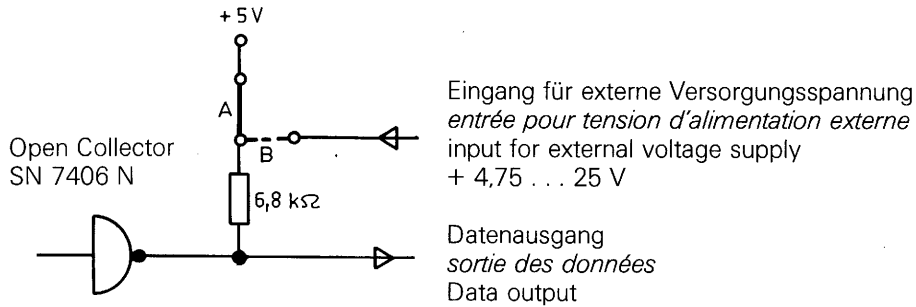 + 5V
A
B
Eingang für externe Versorgungsspannung
entrée pour tension d'alimentation externe
input for external voltage supply
+ 4,75 . . . 25 V
Open Collector
SN 7406 N
6,8 kΩ
Datenausgang
sortie des données
Data output